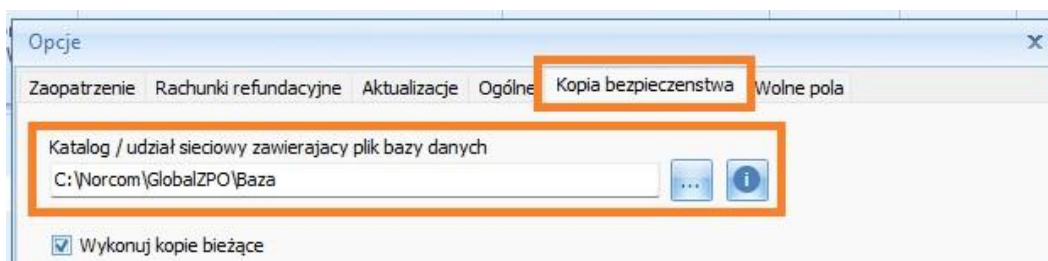 Opcje
Zaopatrzenie Rachunki refundacyjne Aktualizacje Ogólne Kopia bezpieczenstwa Wolne pola
Katalog / udział sieciowy zawierajacy plik bazy danych
C:\Norcom\GlobalZPO\Baza
...
Wykonuj kopie bieżące